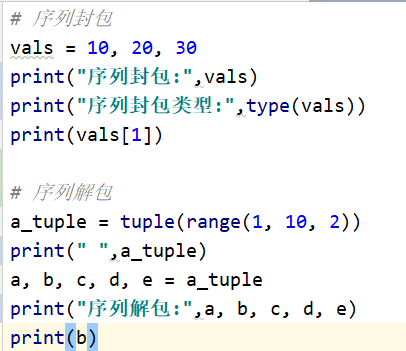 # 序列封包
vals = 10, 20, 30
print("序列封包:",vals)
print("序列封包类型:",type(vals))
print(vals[1])
# 序列解包
a_tuple = tuple(range(1, 10, 2))
print(" ",a_tuple)
a, b, c, d, e = a_tuple
print("序列解包:",a, b, c, d, e)
print(b)